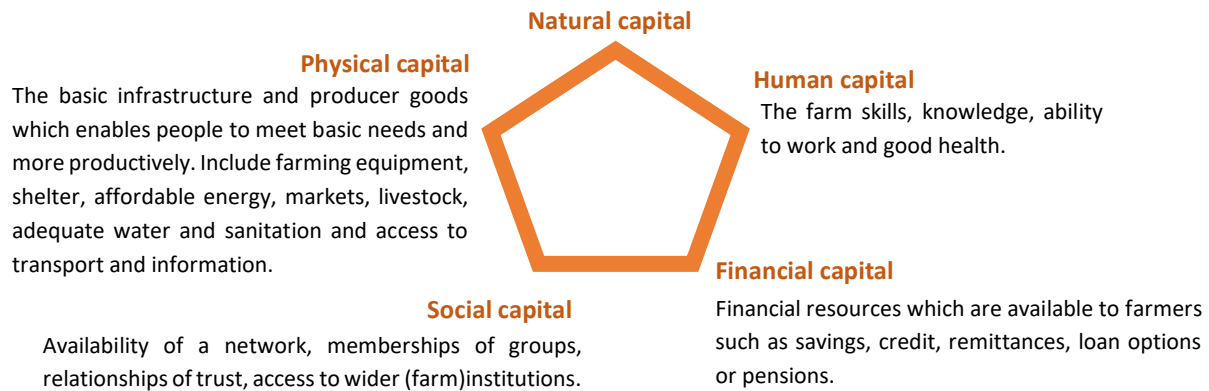 Natural capital
Physical capital
The basic infrastructure and producer goods
which enables people to meet basic needs and
more productively. Include farming equipment,
shelter, affordable energy, markets, livestock,
adequate water and sanitation and access to
transport and information.
Human capital
The farm skills, knowledge, ability
to work and good health.
Social capital
Availability of a network, memberships of groups,
relationships of trust, access to wider (farm)institutions.
Financial capital
Financial resources which are available to farmers
such as savings, credit, remittances, loan options
or pensions.